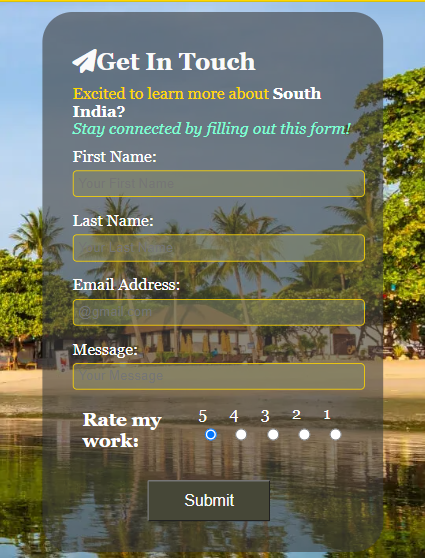 Get In Touch
Excited to learn more about South
India?
Stay connected by filling out this form!
First Name:
Your First Name
Last Name:
Email Address:
@gmail.com
Message:
Your Message
5 4 3 2 1
Rate my
work:
Submit